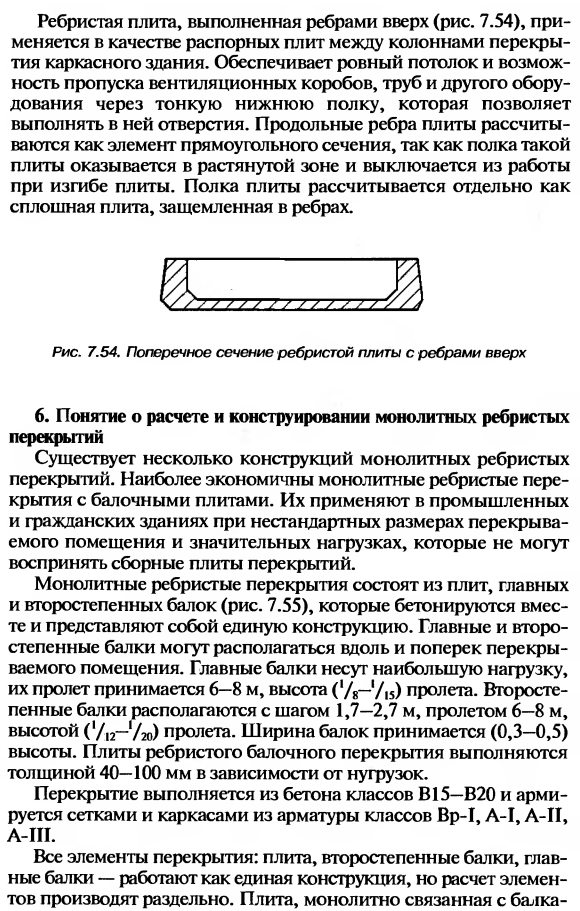 Ребристая плита, выполненная ребрами вверх (рис. 7.54), при-
меняется в качестве распорных плит между колоннами перекры-
тия каркасного здания. Обеспечивает ровный потолок и возмож-
ность пропуска вентиляционных коробов, труб и другого обору-
дования через тонкую нижнюю полку, которая позволяет
выполнять в ней отверстия. Продольные ребра плиты рассчиты-
ваются как элемент прямоугольного сечения, так как полка такой
плиты оказывается в растянутой зоне и выключается из работы
при изгибе плиты. Полка плиты рассчитывается отдельно как
сплошная плита, защемленная в ребрах.
Рис. 7.54. Поперечное сечение ребристой плиты с ребрами вверх
6. Понятие о расчете и конструировании монолитных ребристых
перекрытий
Существует несколько конструкций монолитных ребристых
перекрытий. Наиболее экономичны монолитные ребристые пере-
крытия с балочными плитами. Их применяют в промышленных
и гражданских зданиях при нестандартных размерах перекрыва-
емого помещения и значительных нагрузках, которые не могут
воспринять сборные плиты перекрытий.
Монолитные ребристые перекрытия состоят из плит, главных
и второстепенных балок (рис. 7.55), которые бетонируются вмес-
те и представляют собой единую конструкцию. Главные и второ-
степенные балки могут располагаться вдоль и поперек перекры-
ваемого помещения. Главные балки несут наибольшую нагрузку,
их пролет принимается 6—8 м, высота (1/8—1/15) пролета. Второсте-
пенные балки располагаются с шагом 1,7—2,7 м, пролетом 6—8 м,
высотой (1/12—1/20) пролета. Ширина балок принимается (0,3—0,5)
высоты. Плиты ребристого балочного перекрытия выполняются
толщиной 40—100 мм в зависимости от нугрузок.
Перекрытие выполняется из бетона классов В15—В20 и арми-
руется сетками и каркасами из арматуры классов Вр-I, А-I, А-II,
А-III.
Все элементы перекрытия: плита, второстепенные балки, глав-
ные балки — работают как единая конструкция, но расчет элемен-
тов производят раздельно. Плита, монолитно связанная с балка-